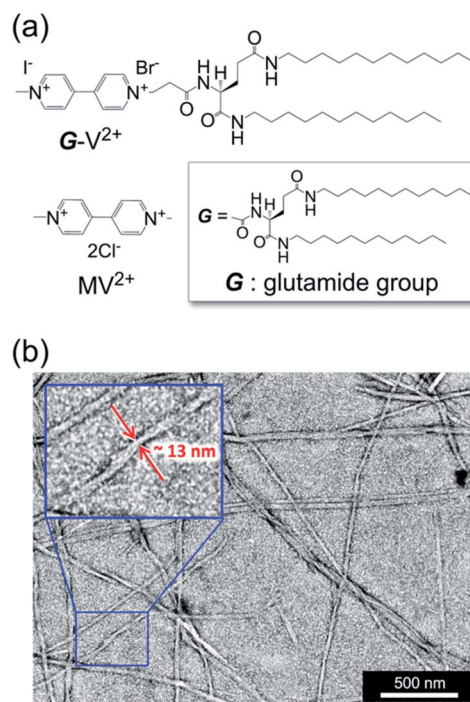 (a)
I⁻
Br⁻
N⁺
N⁺
O
H
N
O
H
N
H
O
N
H
G-V²⁺
N⁺
N⁺
2Cl⁻
MV²⁺
G =
O
H
N
O
H
N
H
O
N
H
G : glutamide group
(b)
~ 13 nm
500 nm